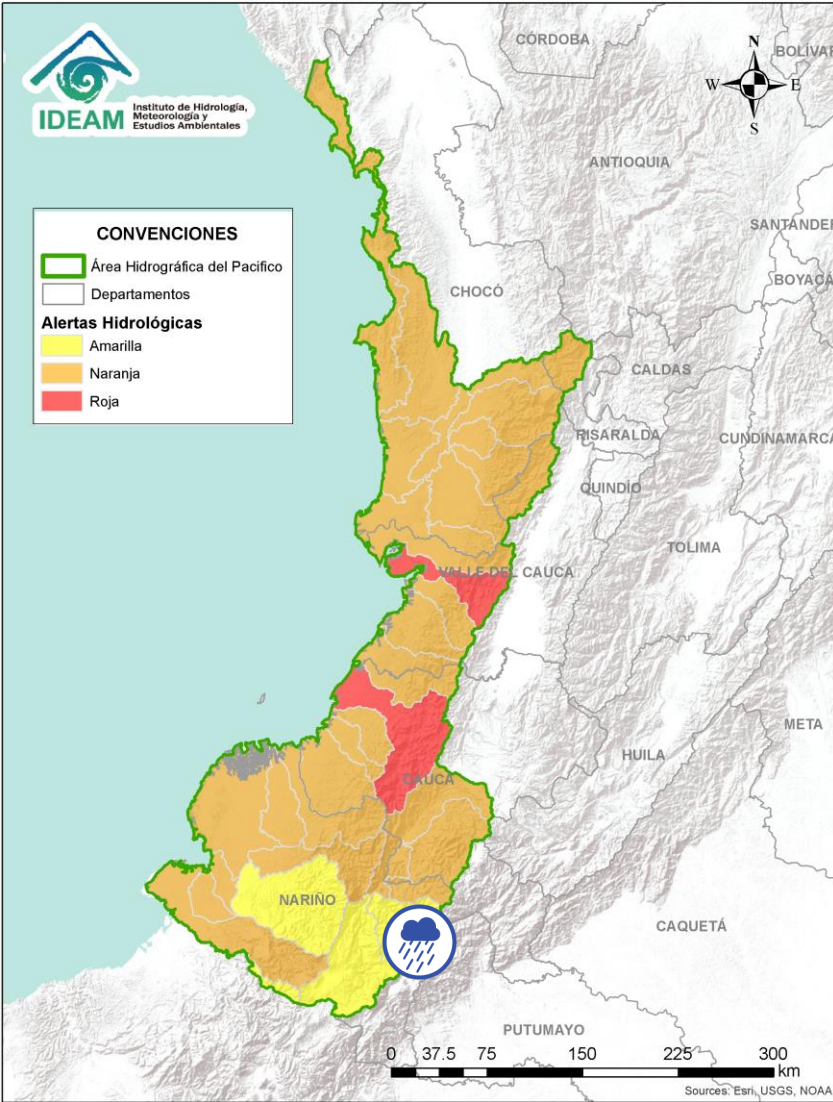 IDEAM
Instituto de Hidrología,
Meteorología y
Estudios Ambientales
N
W
E
S
CÓRDOBA
BOLÍVAR
ANTIOQUIA
SANTANDER
BOYACÁ
CHOCÓ
CONVENCIONES
Área Hidrográfica del Pacifico
Departamentos
Alertas Hidrológicas
Amarilla
Naranja
Roja
CALDAS
RISARALDA
CUNDINAMARCA
QUINDÍO
TOLIMA
VALLE DEL CAUCA
META
HUILA
CAUCA
NARIÑO
CAQUETÁ
PUTUMAYO
0 37.5 75 150 225 300
km
Sources: Esri, USGS, NOAA